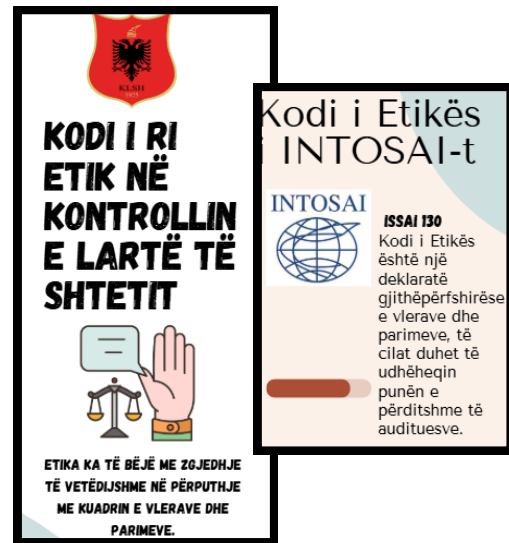 KLSH
1925
KODI I RI
ETIK NË
KONTROLLIN
E LARTË TË
SHTETIT
ETIKA KA TË BËJË ME ZGJEDHJE
TË VETËDIJSHME NË PËRPUTHJE
ME KUADRIN E VLERAVE DHE
PARIMEVE.
Kodi i Etikës
i INTOSAI-t
INTOSAI
ISSAI 130
Kodi i Etikës
është një
deklaratë
gjithëpërfshirëse
e vlerave dhe
parimeve, të
cilat duhet të
udhëheqin
punën e
përditshme të
audituesve.